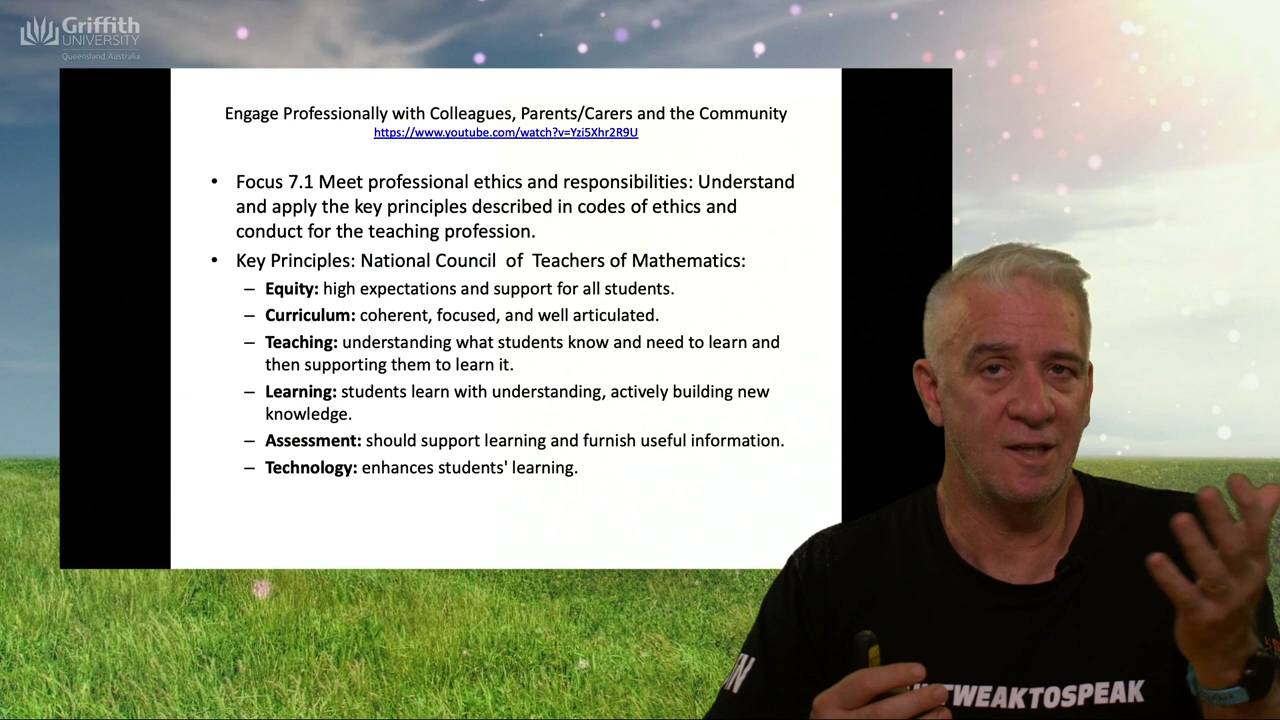 Griffith
UNIVERSITY
Queensland, Australia
Engage Professionally with Colleagues, Parents/Carers and the Community
https://www.youtube.com/watch?v=Yzi5Xhr2R9U
• Focus 7.1 Meet professional ethics and responsibilities: Understand
and apply the key principles described in codes of ethics and
conduct for the teaching profession.
• Key Principles: National Council of Teachers of Mathematics:
– Equity: high expectations and support for all students.
– Curriculum: coherent, focused, and well articulated.
– Teaching: understanding what students know and need to learn and
then supporting them to learn it.
– Learning: students learn with understanding, actively building new
knowledge.
– Assessment: should support learning and furnish useful information.
– Technology: enhances students' learning.
TWEAKTOSPEAK